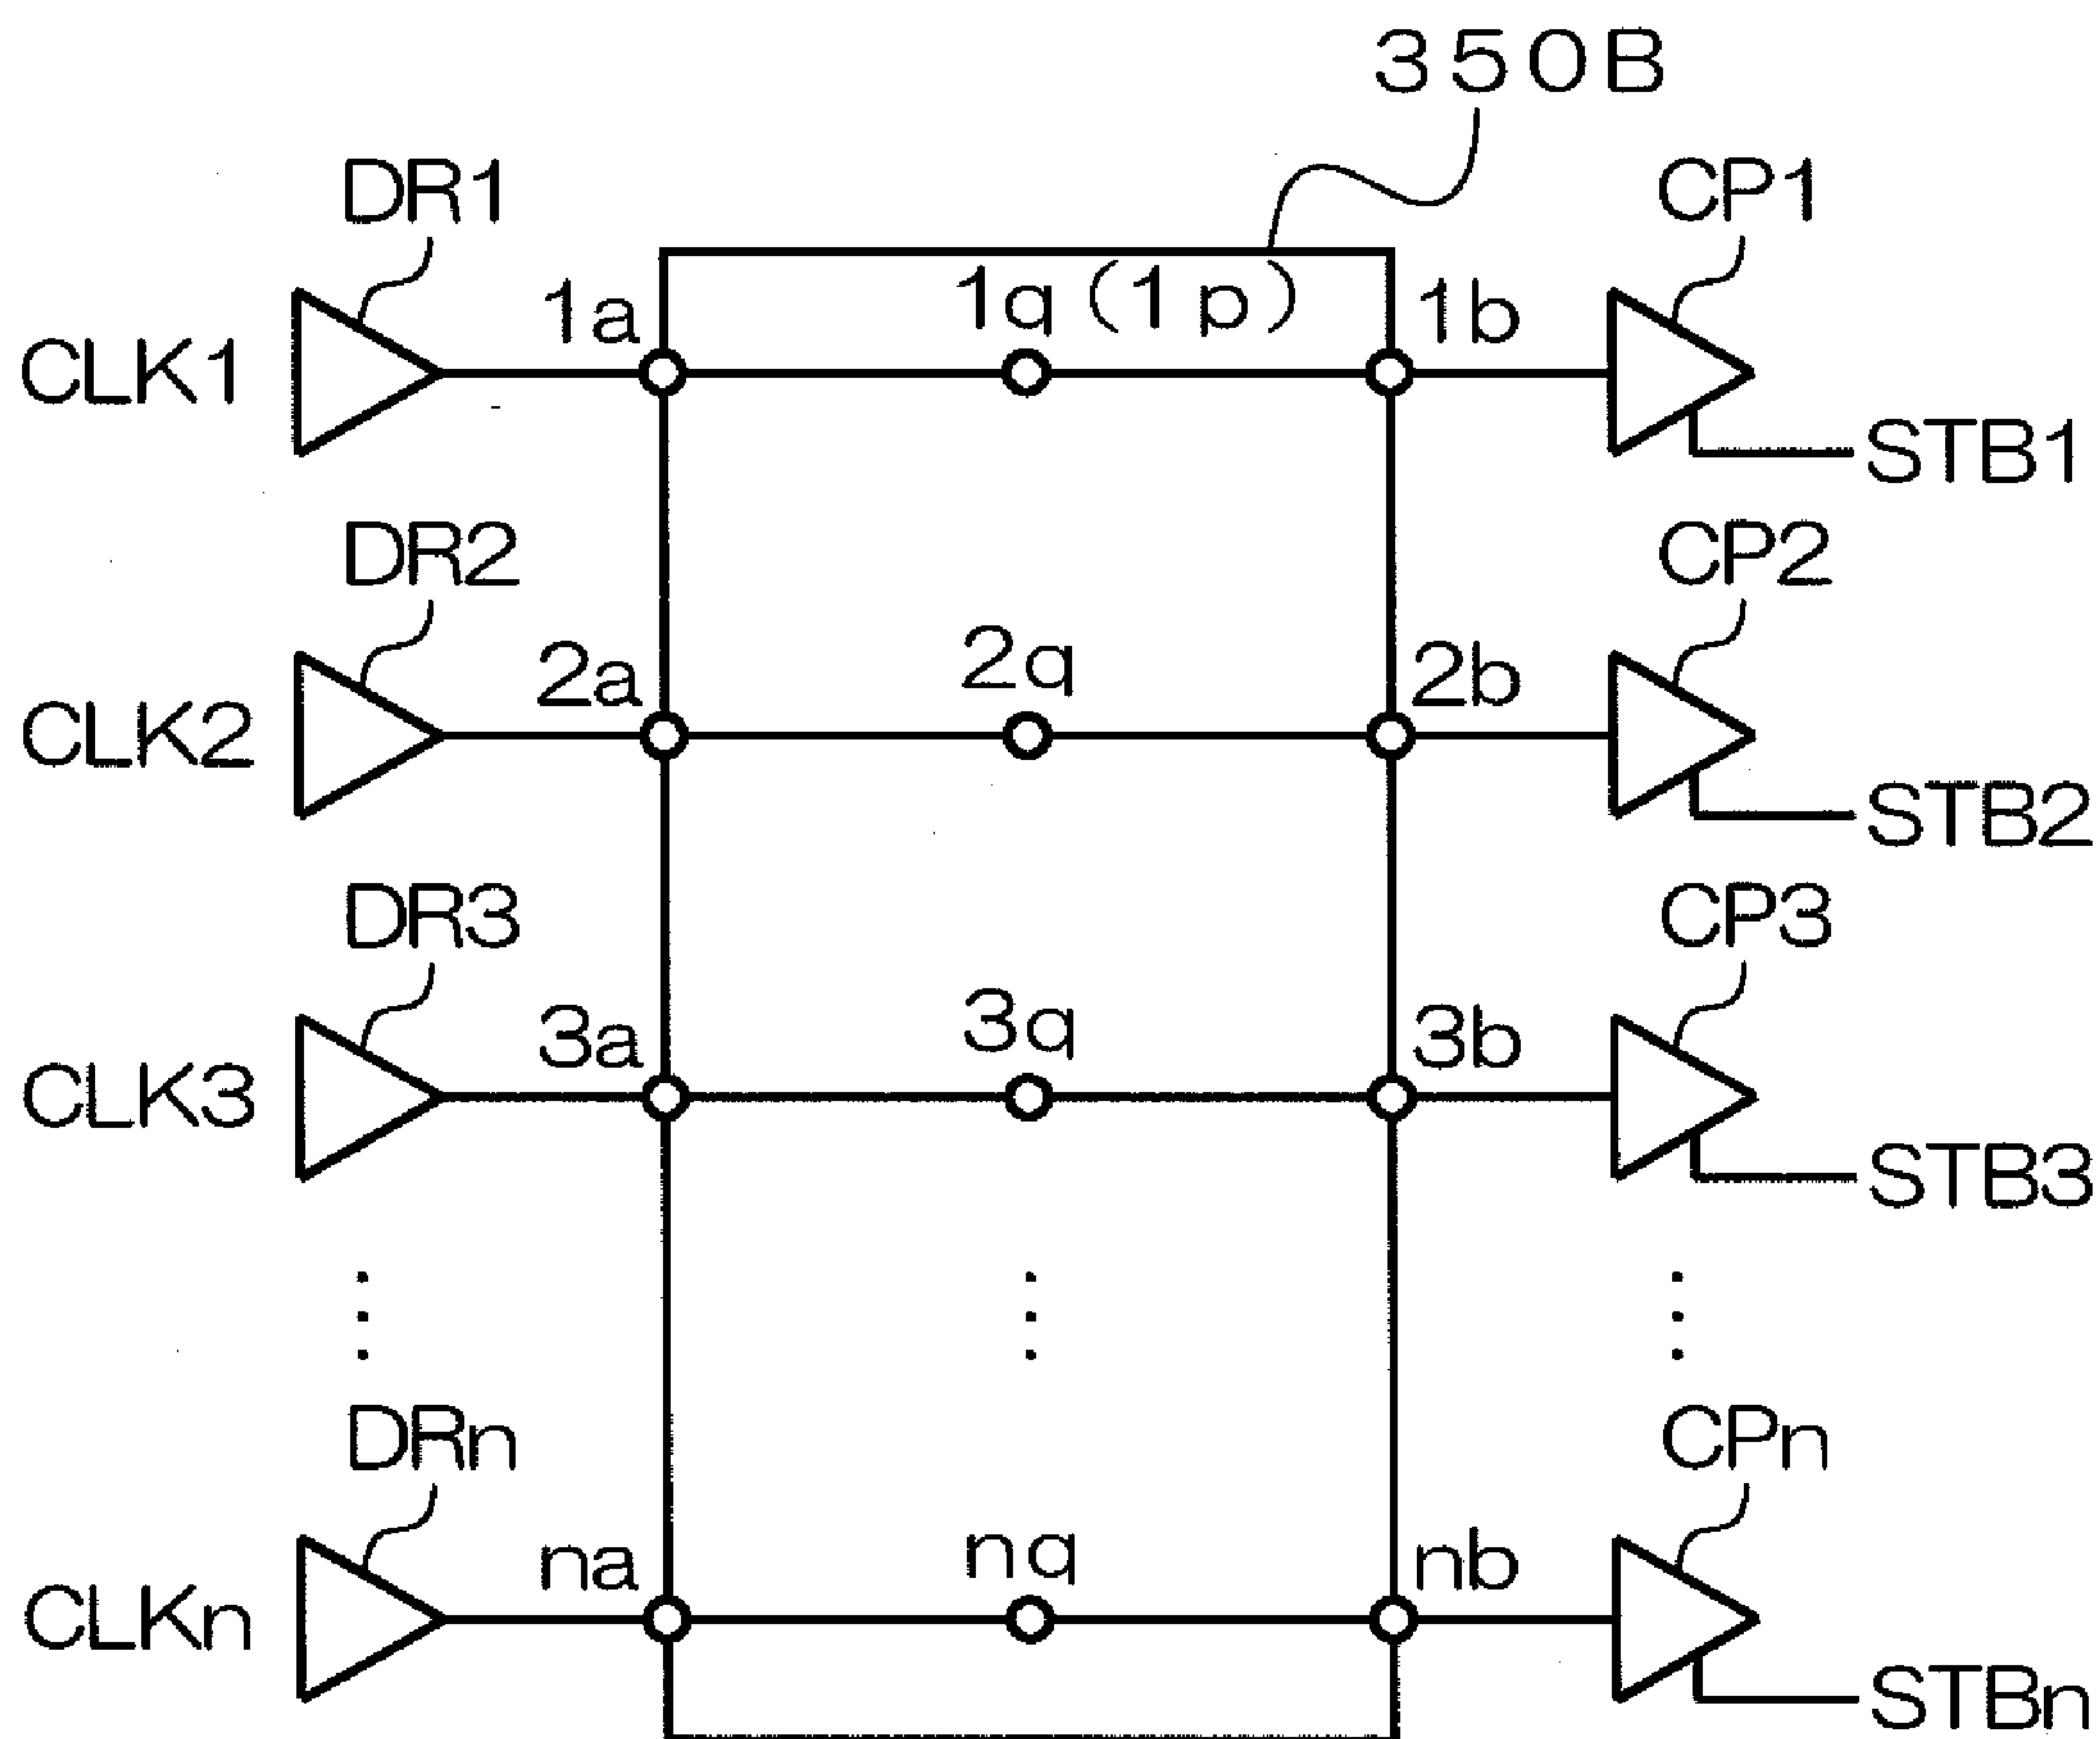 350B
DR1
CP1
1a
1q (1p)
1b
CLK1
STB1
DR2
CP2
2a
2q
2b
CLK2
STB2
DR3
CP3
3a
3q
3b
CLK3
STB3
DRn
CPn
na
nq
nb
CLKn
STBn